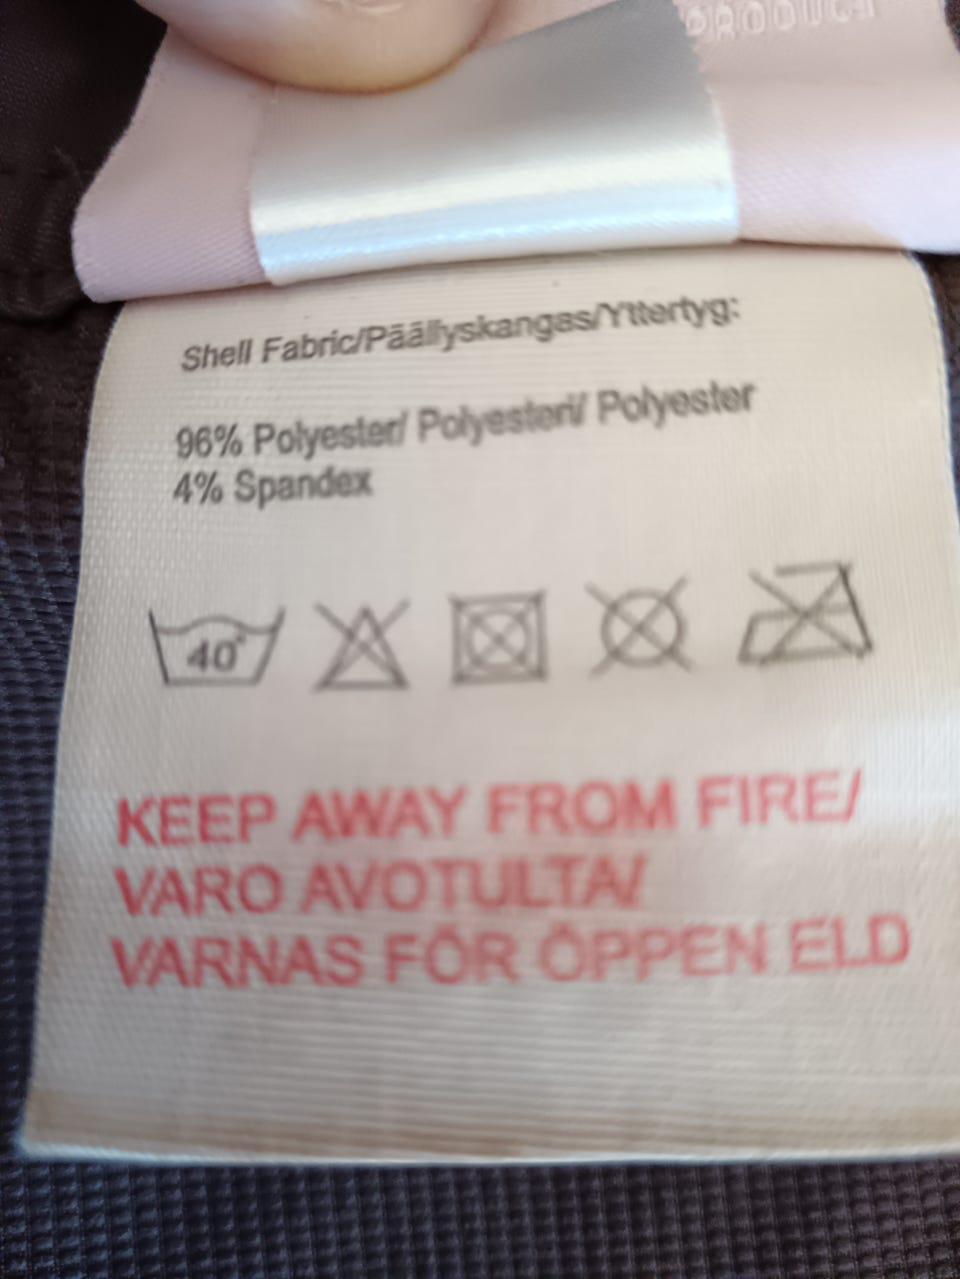 PRODUCT
Shell Fabric/Päällyskangas/Yttertyg:
96% Polyester/ Polyesteri/ Polyester
4% Spandex
40°
KEEP AWAY FROM FIRE/
VARO AVOTULTA/
VARNAS FÖR ÖPPEN ELD